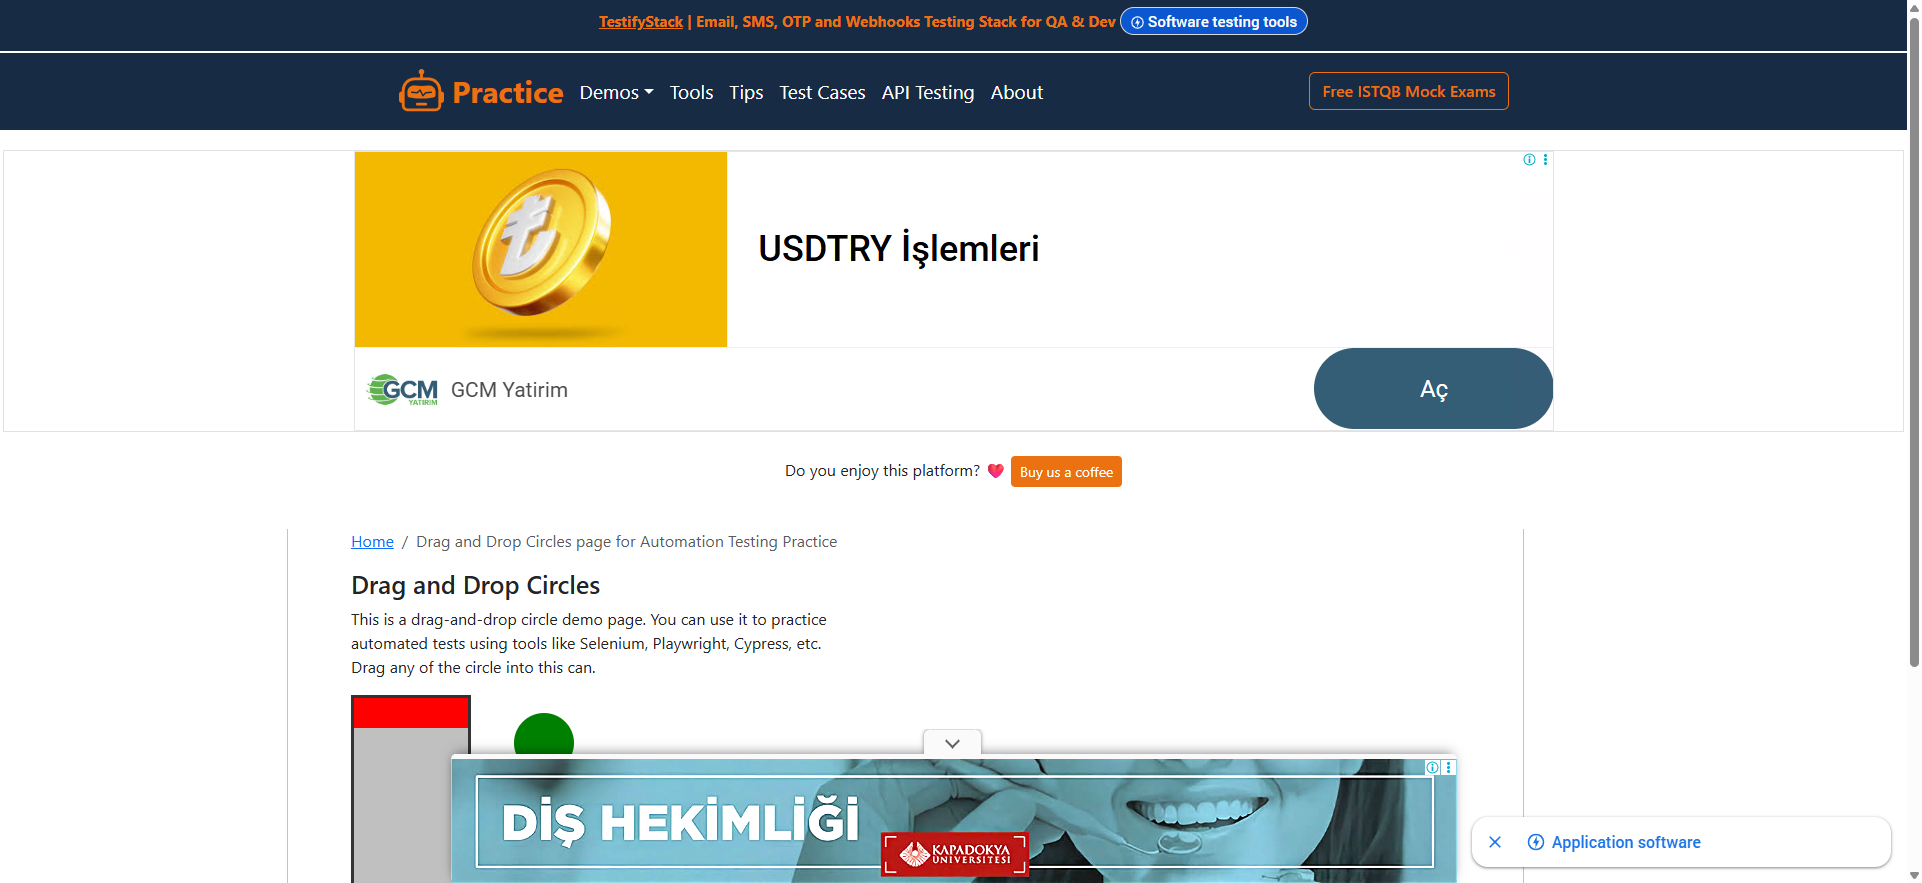 TestifyStack | Email, SMS, OTP and Webhooks Testing Stack for QA & Dev Software testing tools
Practice Demos Tools Tips Test Cases API Testing About Free ISTQB Mock Exams
USDTRY İşlemleri
GCM YATIRIM GCM Yatirim Aç
Do you enjoy this platform? Buy us a coffee
Home / Drag and Drop Circles page for Automation Testing Practice
Drag and Drop Circles
This is a drag-and-drop circle demo page. You can use it to practice
automated tests using tools like Selenium, Playwright, Cypress, etc.
Drag any of the circle into this can.
DİŞ HEKİMLİĞİ
KAPADOKYA
ÜNİVERSİTESİ
Application software